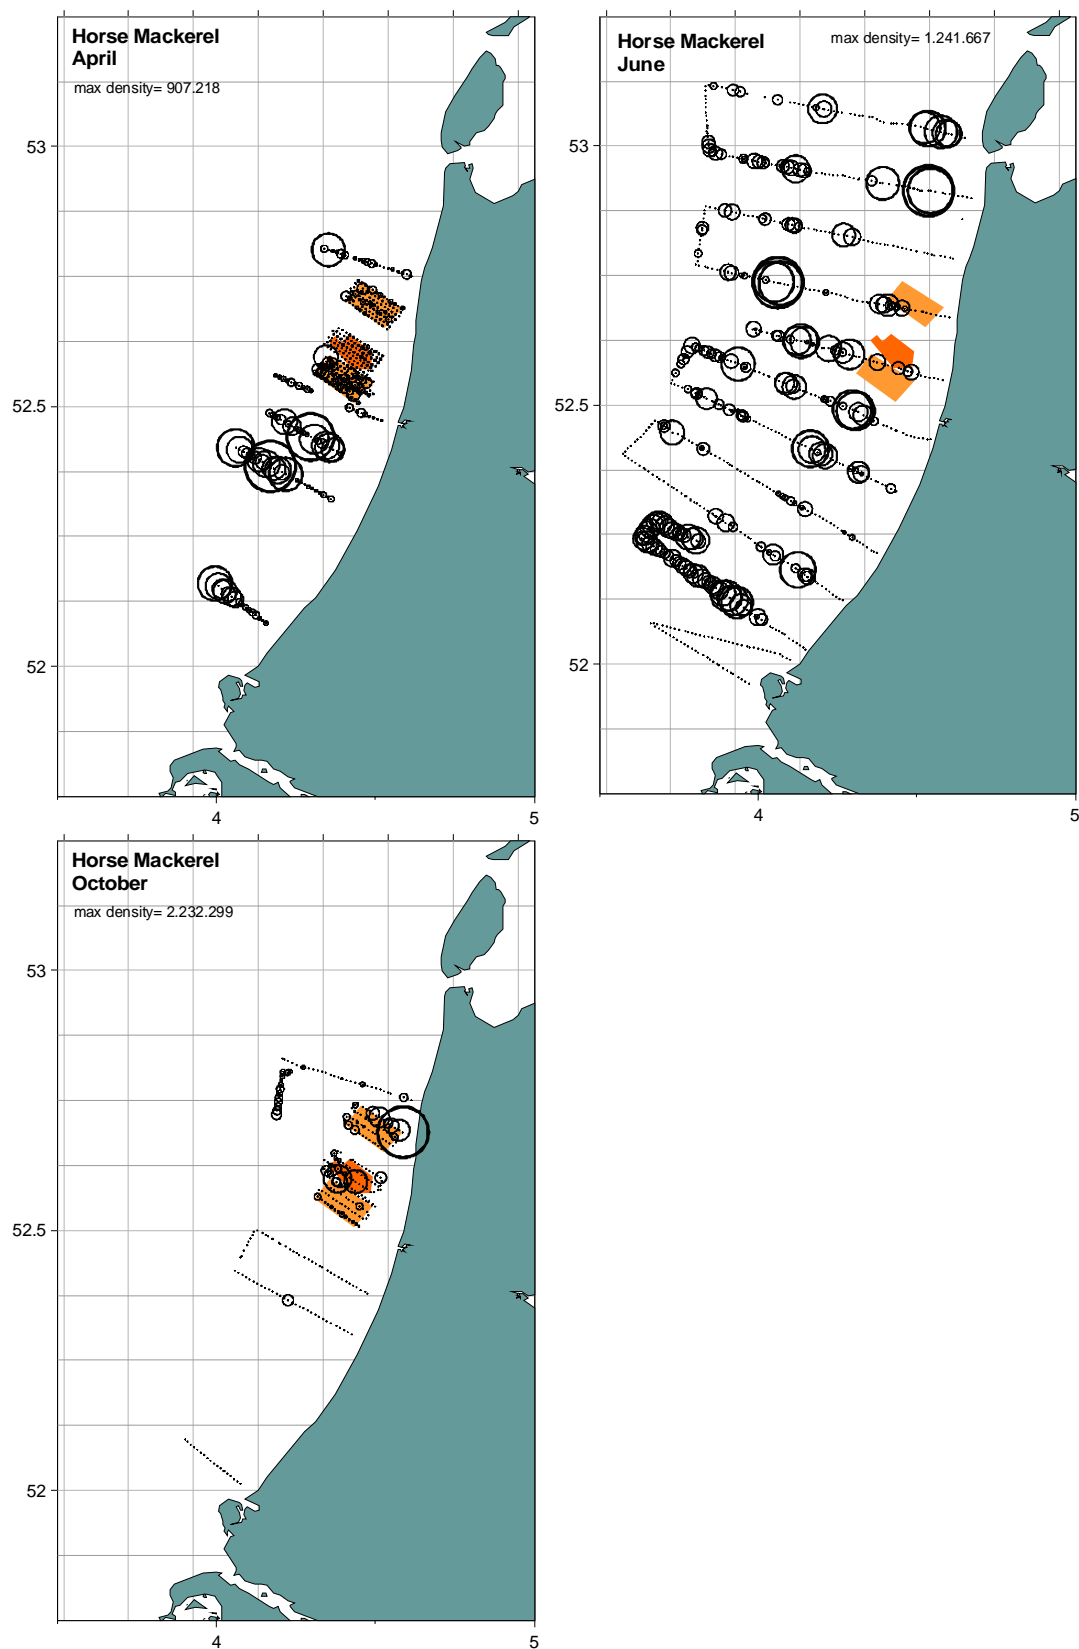 Horse Mackerel
April
max density= 907.218
53
52.5
52
4
5
Horse Mackerel
June
max density= 1.241.667
53
52.5
52
4
5
Horse Mackerel
October
max density= 2.232.299
53
52.5
52
4
5